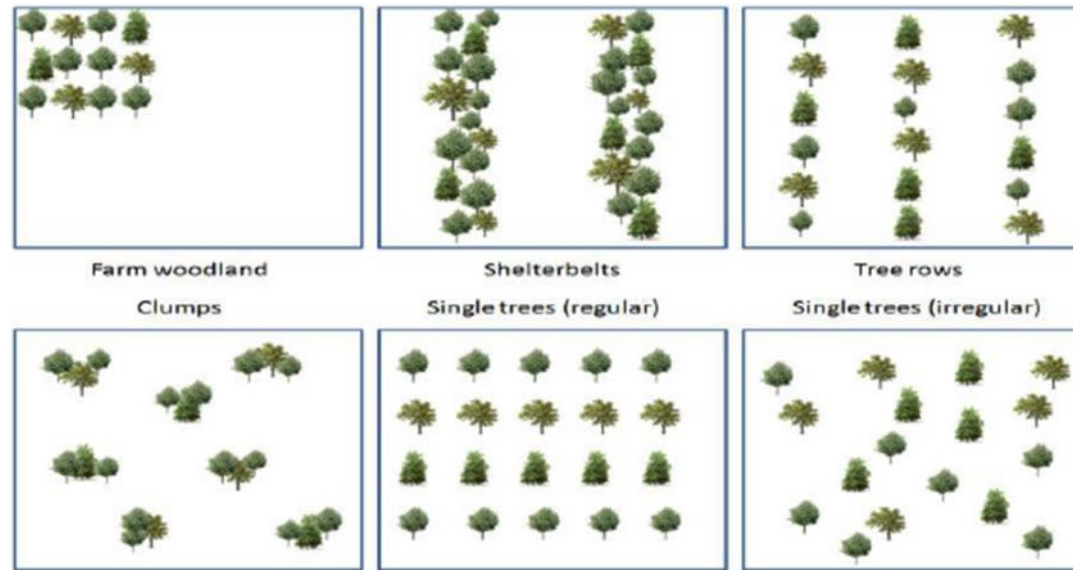 Farm woodland
Shelterbelts
Tree rows
Clumps
Single trees (regular)
Single trees (irregular)